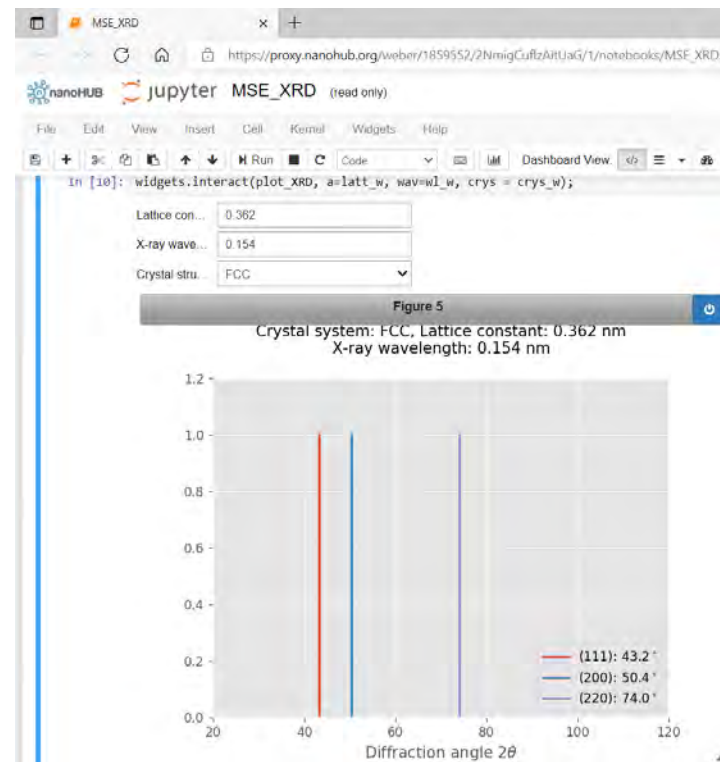 MSE_XRD
https://proxy.nanohub.org/weber/1859552/2NmigCuflzAitUaG/1/notebooks/MSE_XRD
nanoHUB jupyter MSE_XRD (read only)
File Edit View Insert Cell Kernel Widgets Help
Run Code Dashboard View:
In [10]: widgets.interact(plot_XRD, a=latt_w, wav=wl_w, crys = crys_w);
Lattice con... 0.362
X-ray wave... 0.154
Crystal stru... FCC
Figure 5
Crystal system: FCC, Lattice constant: 0.362 nm
X-ray wavelength: 0.154 nm
1.2
1.0
0.8
0.6
0.4
0.2
0.0
(111): 43.2°
(200): 50.4°
(220): 74.0°
20 40 60 80 100 120
Diffraction angle 2θ